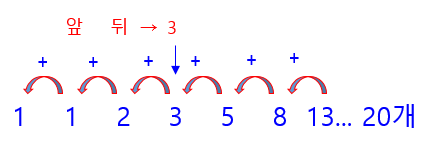 앞 뒤 → 3
+ + + + + +
1 1 2 3 5 8 13... 20개